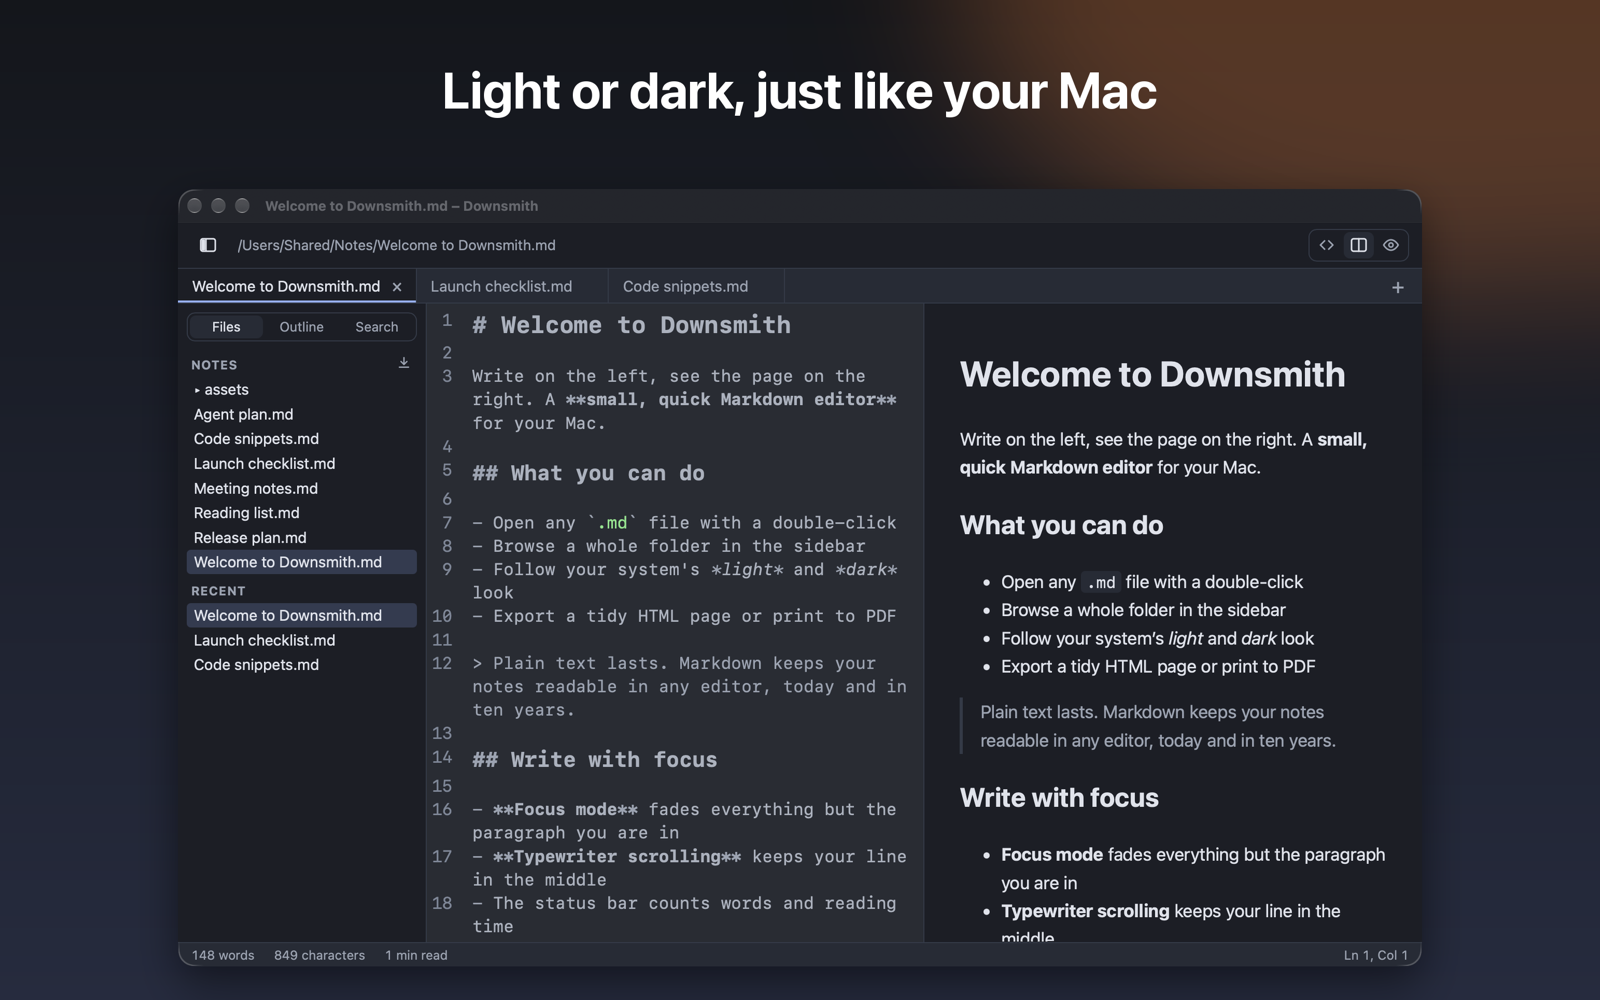 Light or dark, just like your Mac
Welcome to Downsmith.md – Downsmith
/Users/Shared/Notes/Welcome to Downsmith.md
Welcome to Downsmith.md × Launch checklist.md Code snippets.md +
Files Outline Search
NOTES
assets
Agent plan.md
Code snippets.md
Launch checklist.md
Meeting notes.md
Reading list.md
Release plan.md
Welcome to Downsmith.md
RECENT
Welcome to Downsmith.md
Launch checklist.md
Code snippets.md
1 # Welcome to Downsmith
2
3 Write on the left, see the page on the
right. A **small, quick Markdown editor**
for your Mac.
4
5 ## What you can do
6
7 - Open any `.md` file with a double-click
8 - Browse a whole folder in the sidebar
9 - Follow your system's *light* and *dark*
look
10 - Export a tidy HTML page or print to PDF
11
12 > Plain text lasts. Markdown keeps your
notes readable in any editor, today and in
ten years.
13
14 ## Write with focus
15
16 - **Focus mode** fades everything but the
paragraph you are in
17 - **Typewriter scrolling** keeps your line
in the middle
18 - The status bar counts words and reading
time
Welcome to Downsmith
Write on the left, see the page on the right. A small,
quick Markdown editor for your Mac.
What you can do
• Open any .md file with a double-click
• Browse a whole folder in the sidebar
• Follow your system’s light and dark look
• Export a tidy HTML page or print to PDF
Plain text lasts. Markdown keeps your notes
readable in any editor, today and in ten years.
Write with focus
• Focus mode fades everything but the paragraph
you are in
• Typewriter scrolling keeps your line in the
middle
148 words 849 characters 1 min read
Ln 1, Col 1